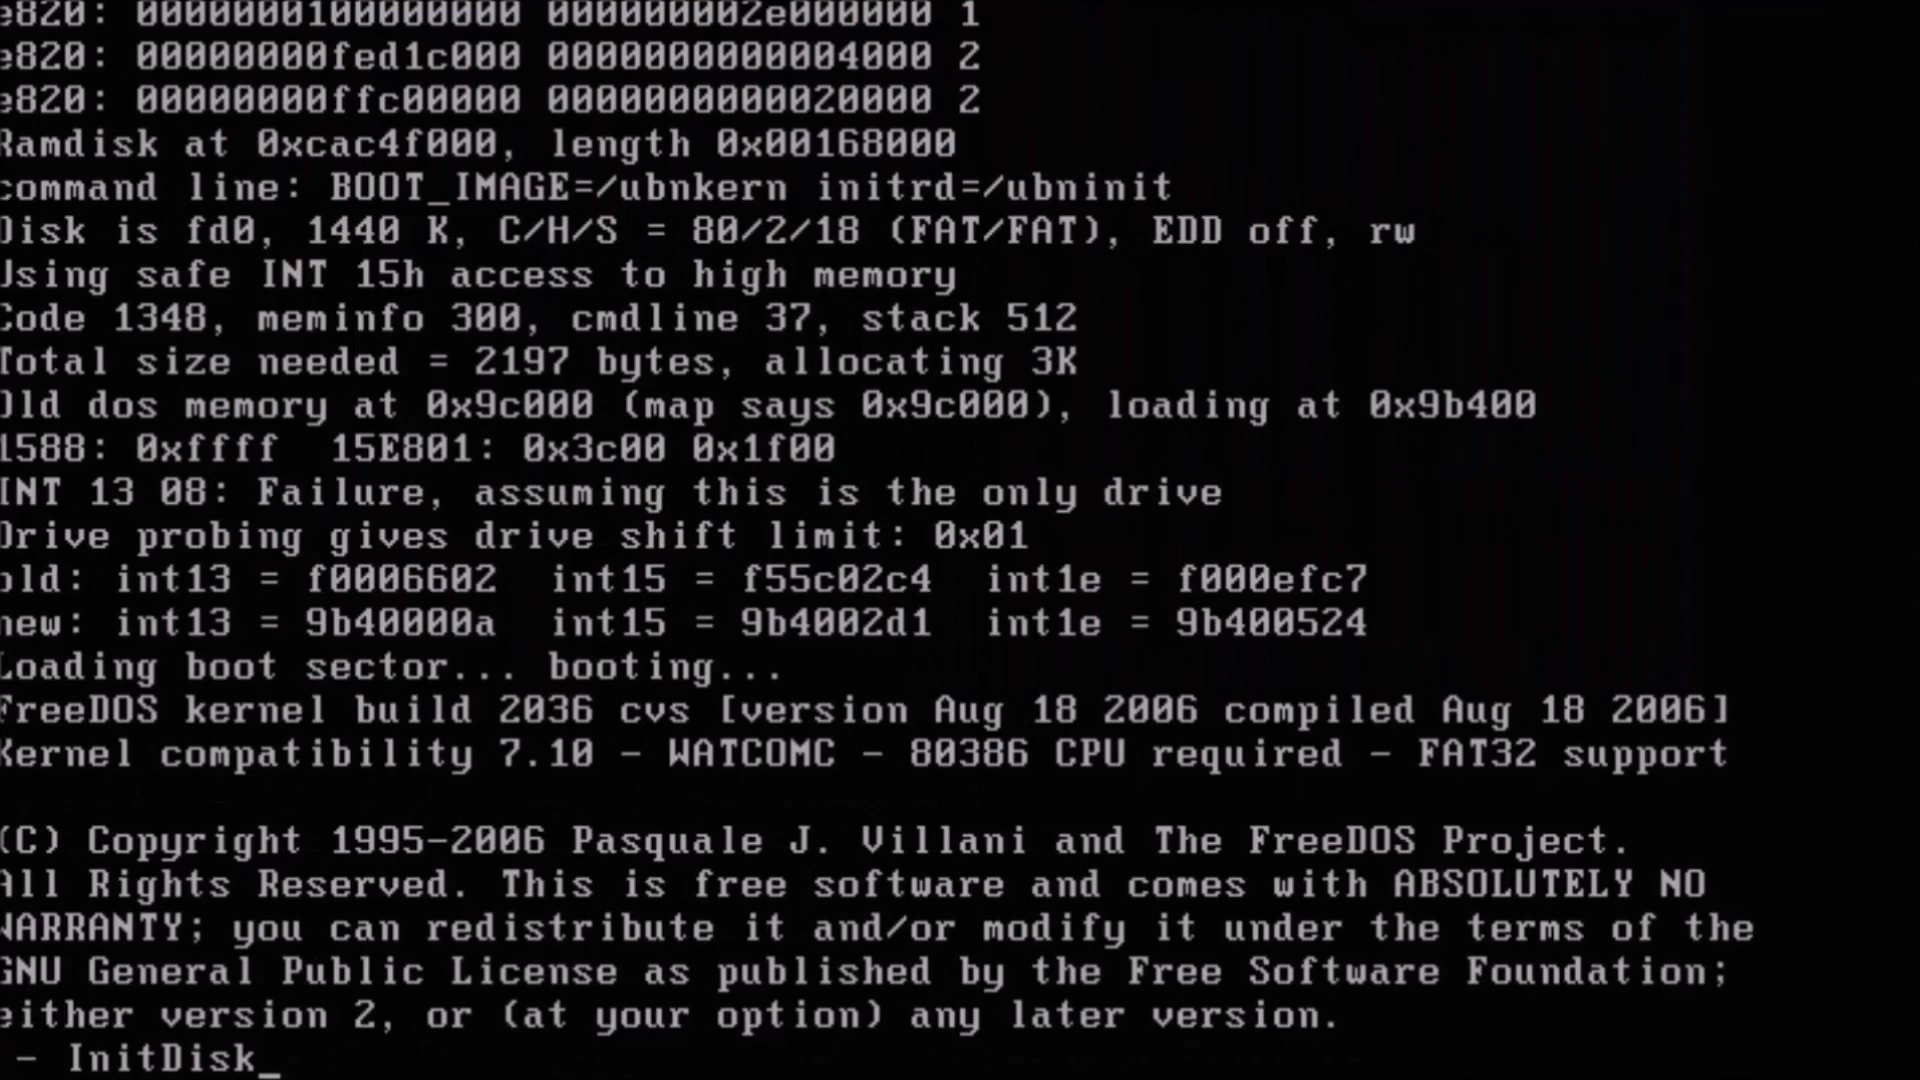 e820: 0000000100000000 000000002e000000 1
e820: 00000000fed1c000 0000000000004000 2
e820: 00000000ffc00000 0000000000020000 2
Ramdisk at 0xcac4f000, length 0x00168000
command line: BOOT_IMAGE=/ubnkern initrd=/ubninit
Disk is fd0, 1440 K, C/H/S = 80/2/18 (FAT/FAT), EDD off, rw
Using safe INT 15h access to high memory
Code 1348, meminfo 300, cmdline 37, stack 512
Total size needed = 2197 bytes, allocating 3K
Old dos memory at 0x9c000 (map says 0x9c000), loading at 0x9b400
1588: 0xffff  15E801: 0x3c00 0x1f00
INT 13 08: Failure, assuming this is the only drive
Drive probing gives drive shift limit: 0x01
old: int13 = f0006602  int15 = f55c02c4  int1e = f000efc7
new: int13 = 9b40000a  int15 = 9b4002d1  int1e = 9b400524
Loading boot sector... booting...
FreeDOS kernel build 2036 cvs [version Aug 18 2006 compiled Aug 18 2006]
Kernel compatibility 7.10 - WATCOMC - 80386 CPU required - FAT32 support
(C) Copyright 1995-2006 Pasquale J. Villani and The FreeDOS Project.
All Rights Reserved. This is free software and comes with ABSOLUTELY NO
WARRANTY; you can redistribute it and/or modify it under the terms of the
GNU General Public License as published by the Free Software Foundation;
either version 2, or (at your option) any later version.
- InitDisk_